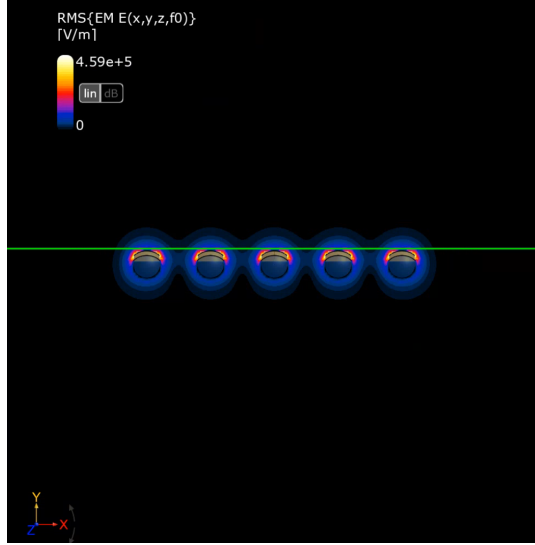 RMS{EM E(x,y,z,f0)}
[V/m]
4.59e+5
lin dB
0
Y
Z X